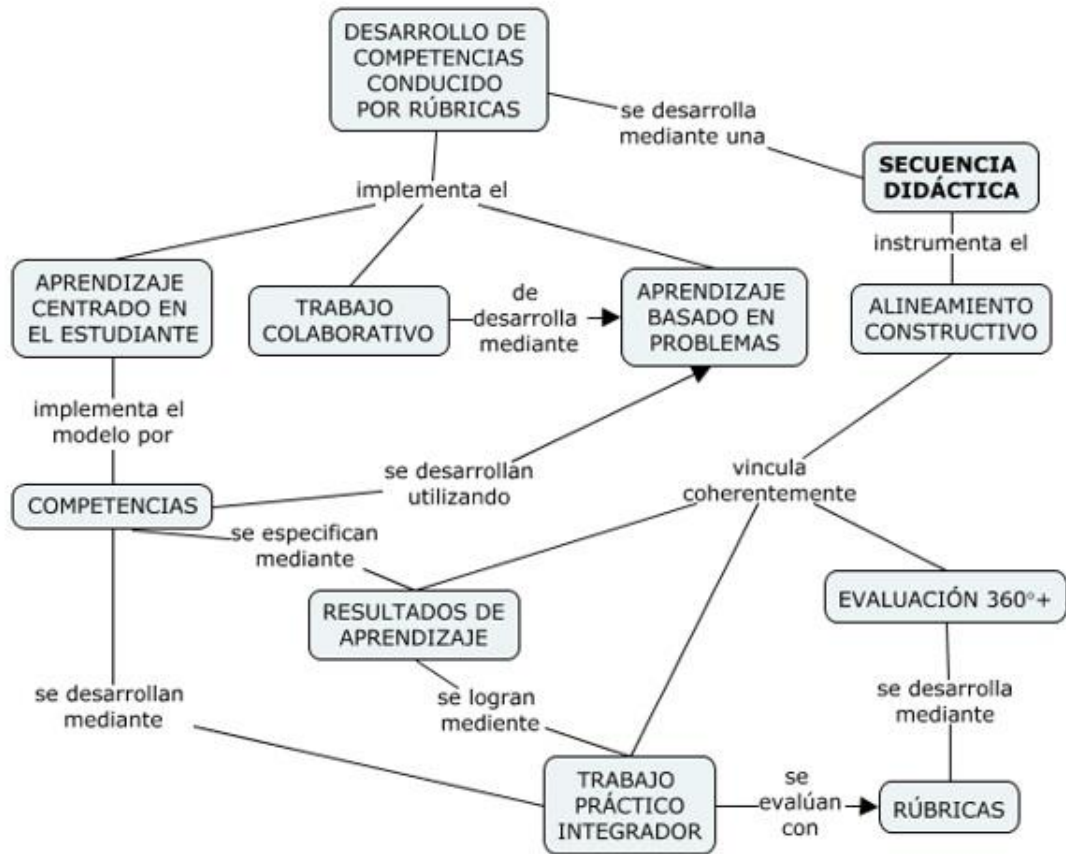 DESARROLLO DE
COMPETENCIAS
CONDUCIDO
POR RÚBRICAS
se desarrolla
mediante una
SECUENCIA
DIDÁCTICA
implementa el
instrumenta el
APRENDIZAJE
CENTRADO EN
EL ESTUDIANTE
TRABAJO
COLABORATIVO
de
desarrolla
mediante
APRENDIZAJE
BASADO EN
PROBLEMAS
ALINEAMIENTO
CONSTRUCTIVO
implementa el
modelo por
se desarrollan
utilizando
vincula
coherentemente
COMPETENCIAS
se especifican
mediante
RESULTADOS DE
APRENDIZAJE
EVALUACIÓN 360°+
se desarrollan
mediante
se logran
mediente
se desarrolla
mediante
TRABAJO
PRÁCTICO
INTEGRADOR
se
evalúan
con
RÚBRICAS